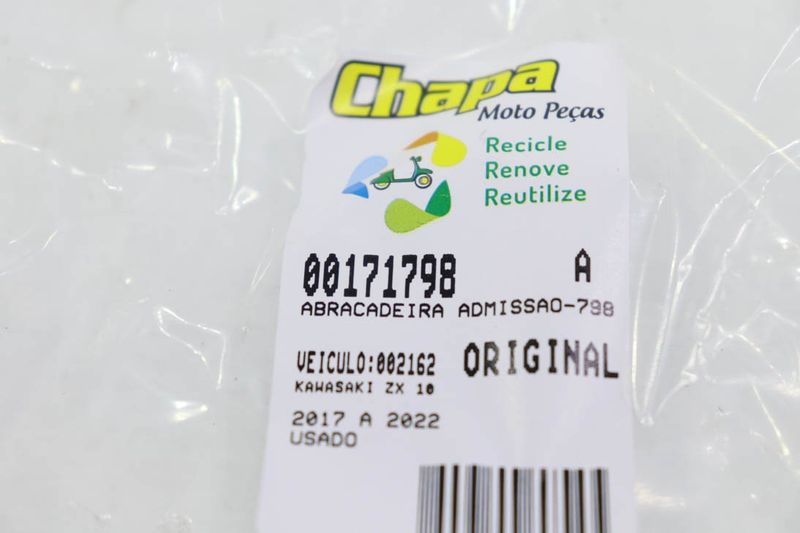 Chapa
Moto Peças
Recicle
Renove
Reutilize
00171798 A
ABRACADEIRA ADMISSAO-798
VEICULO:002162 ORIGINAL
KAWASAKI ZX 10
2017 A 2022
USADO